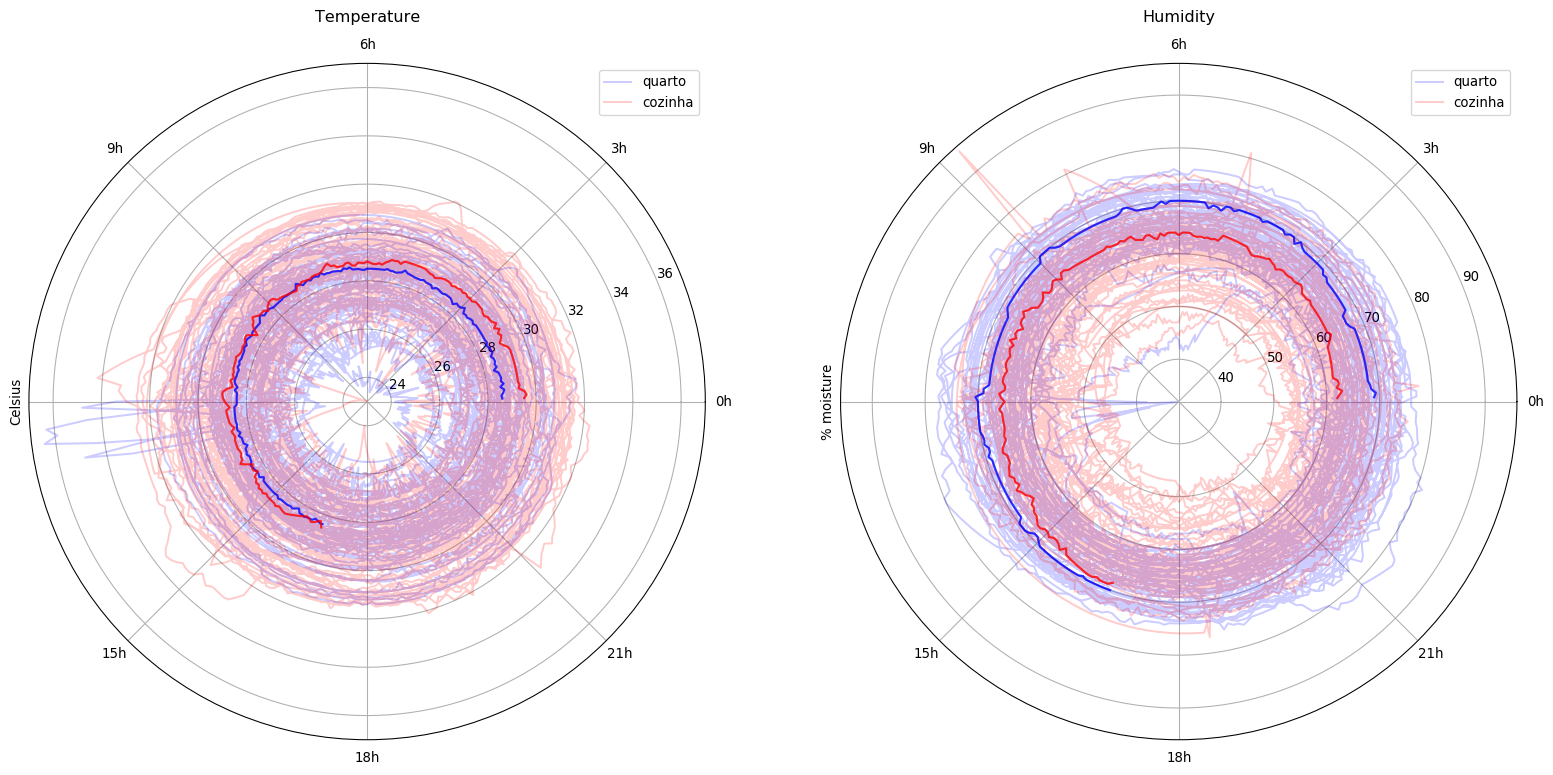 Temperature
6h
quarto
cozinha
9h
3h
36
34
32
30
28
26
24
Celsius
0h
15h
21h
18h
Humidity
6h
quarto
cozinha
9h
3h
90
80
70
60
50
40
% moisture
0h
15h
21h
18h